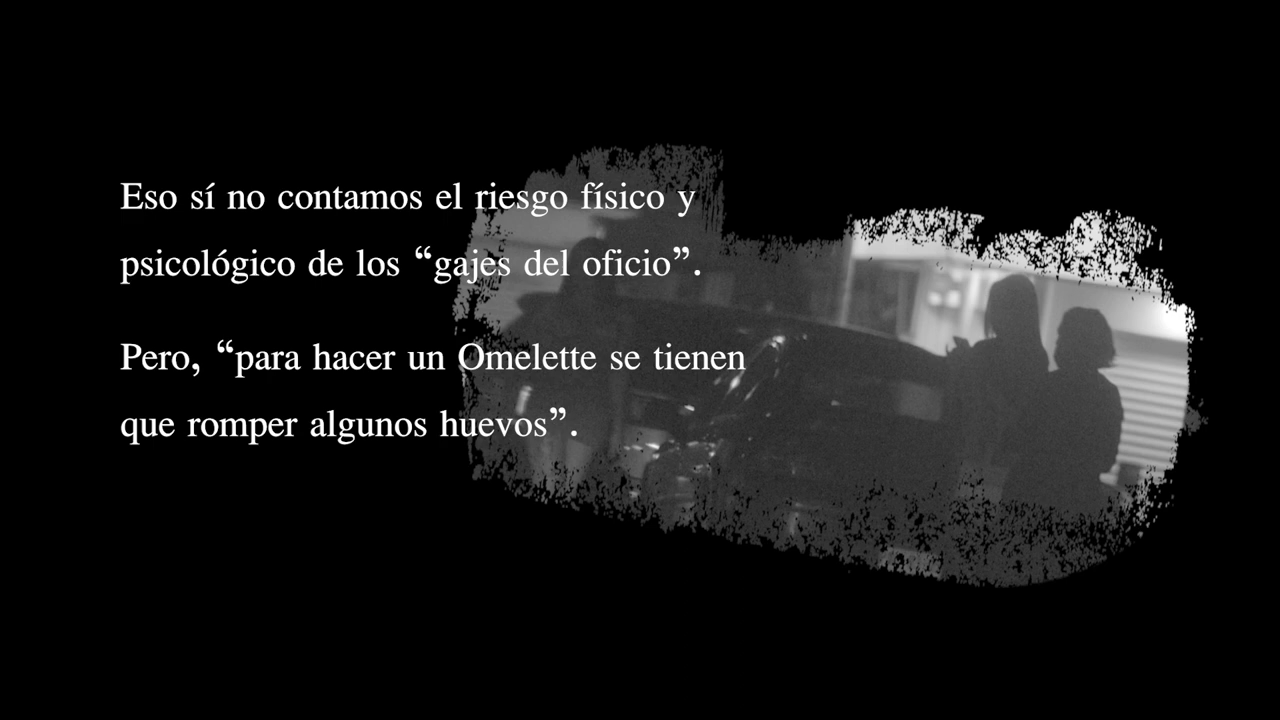 Eso sí no contamos el riesgo físico y
psicológico de los “gajes del oficio”.
Pero, “para hacer un Omelette se tienen
que romper algunos huevos”.